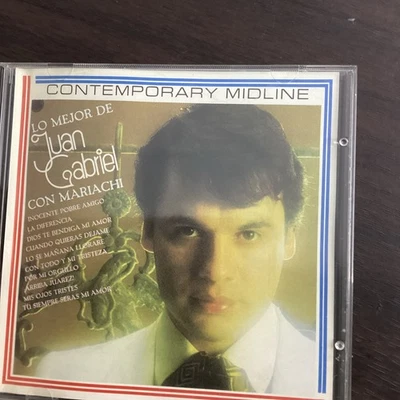 CONTEMPORARY MIDLINE
LO MEJOR DE
Juan
Gabriel
CON MARIACHI
INOCENTE POBRE AMIGO
LA DIFERENCIA
DIOS TE BENDIGA MI AMOR
CUANDO QUIERAS DEJAME
LO SE MAÑANA LLORARE
CON TODO Y MI TRISTEZA
POR MI ORGULLO
ARRIBA JUAREZ!
MIS OJOS TRISTES
TU SIEMPRE SERAS MI AMOR